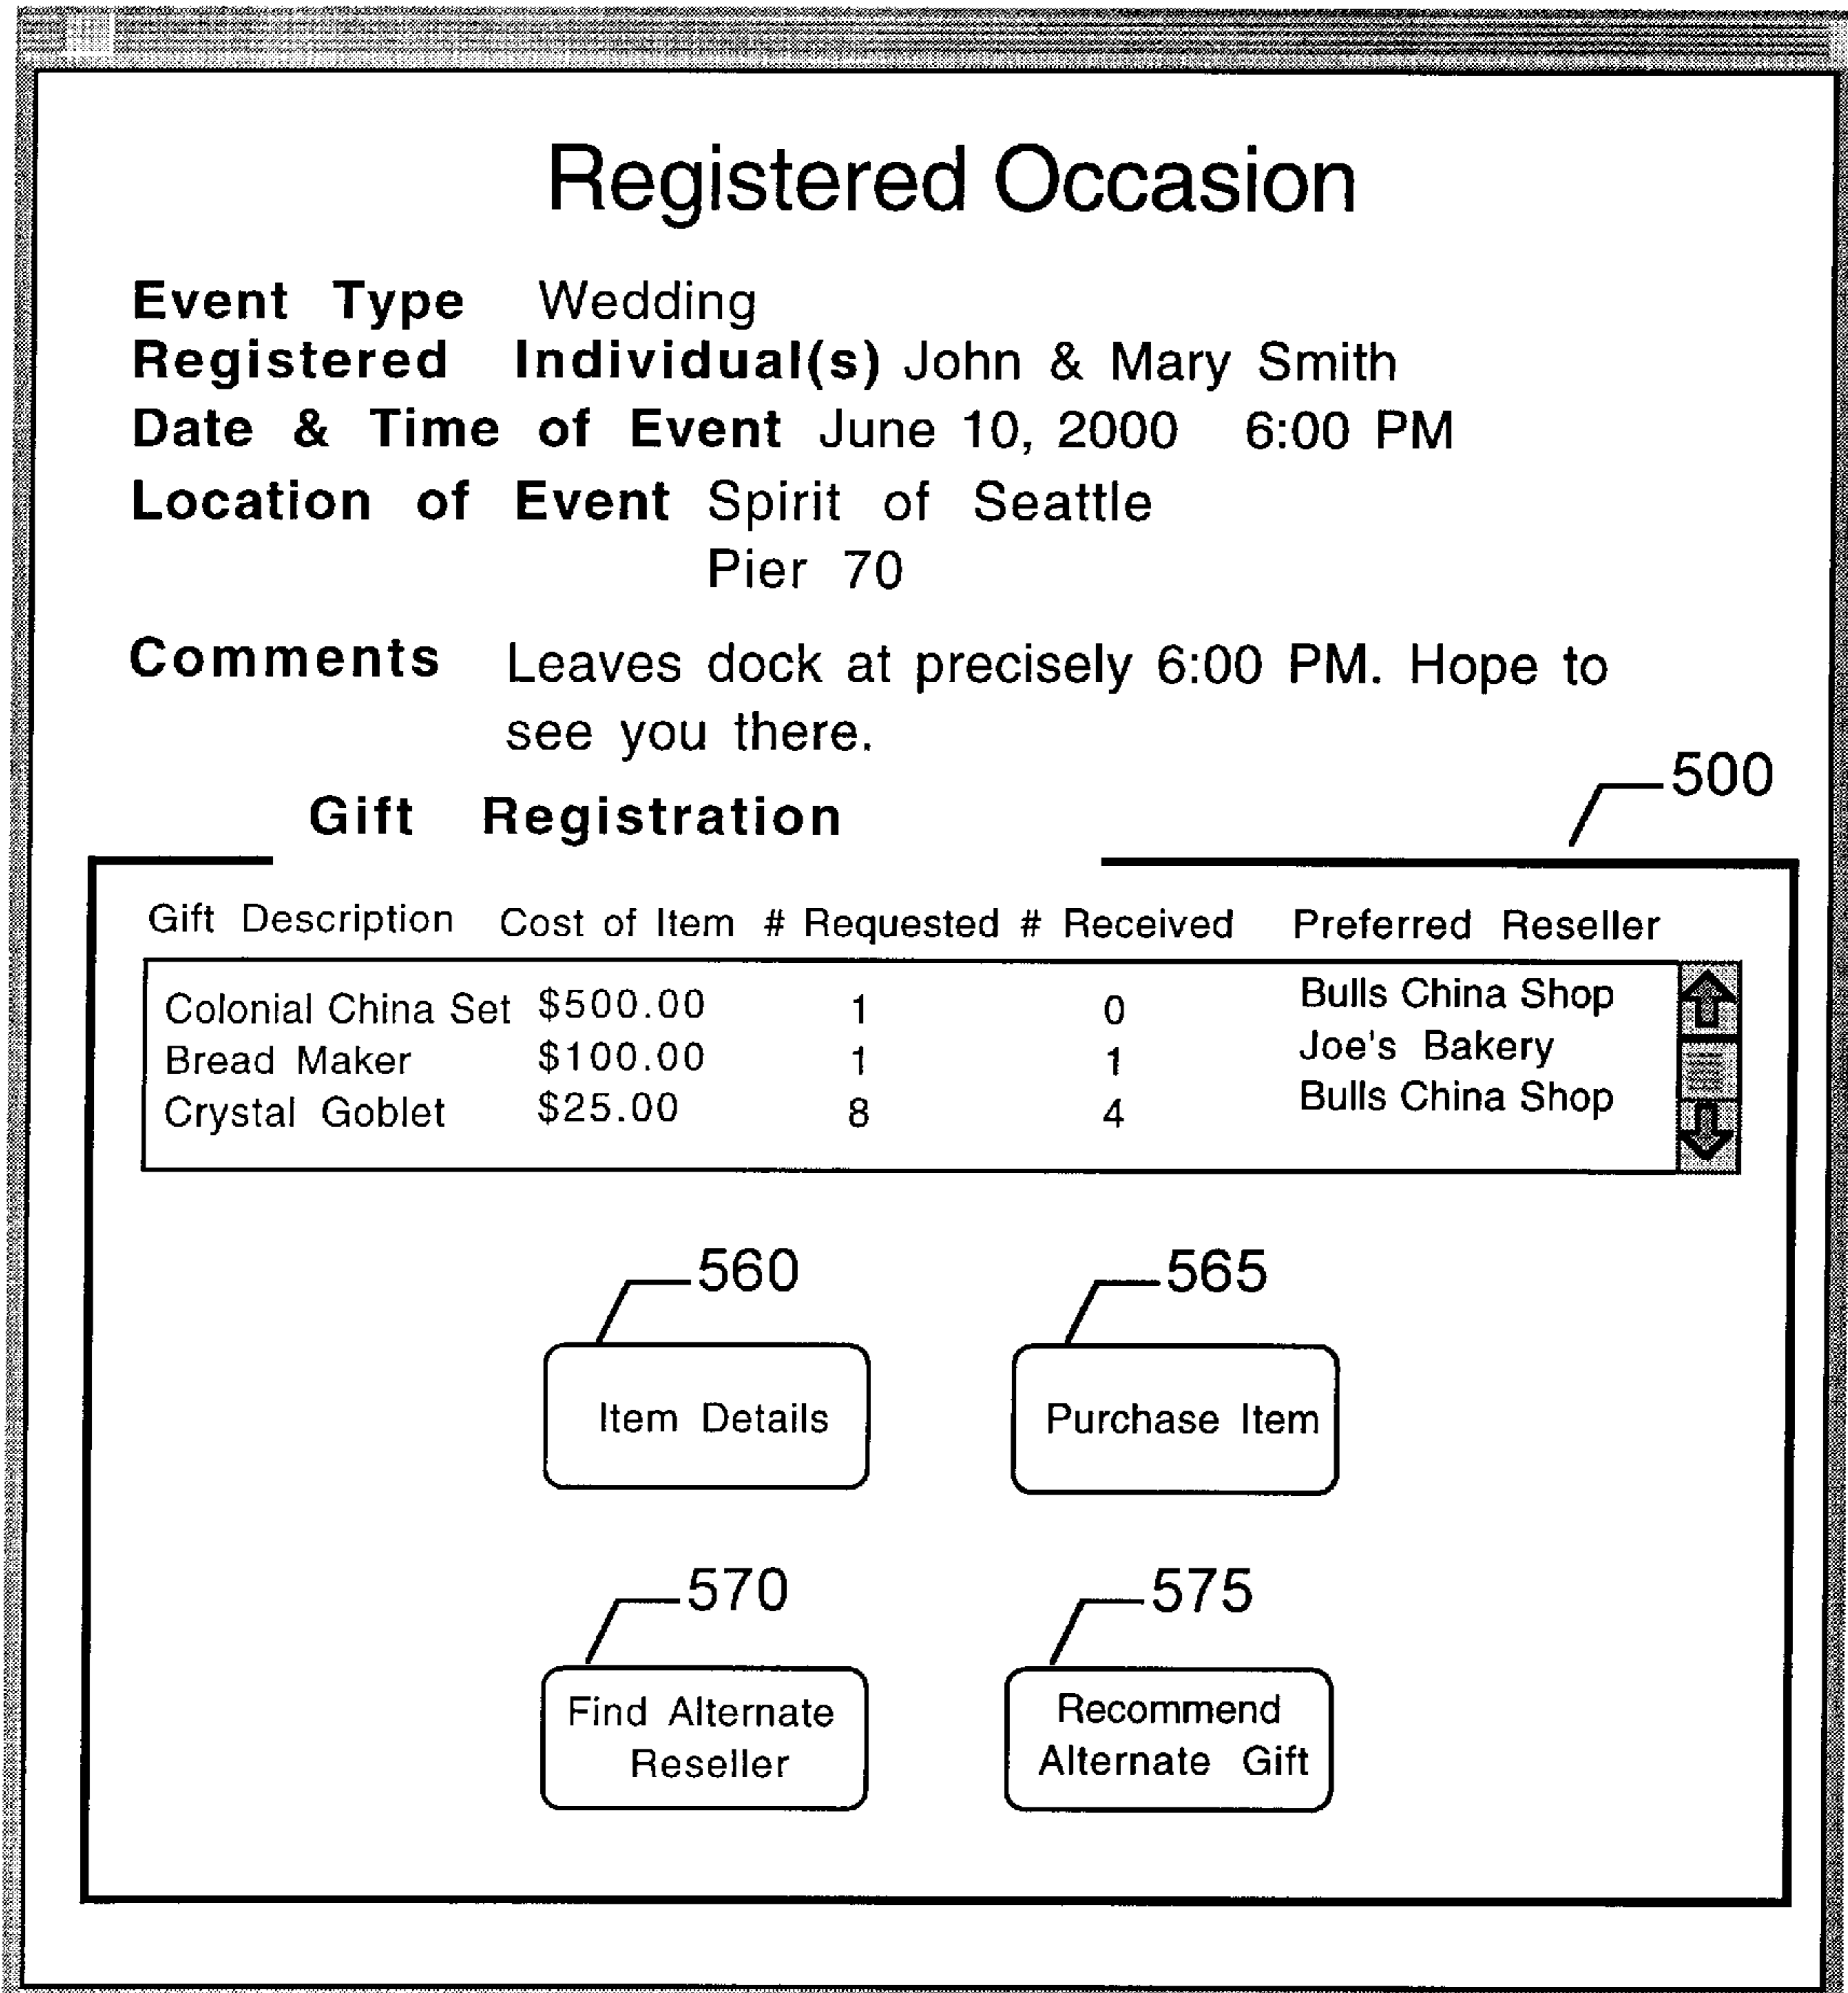 Registered Occasion
Event Type Wedding
Registered Individual(s) John & Mary Smith
Date & Time of Event June 10, 2000 6:00 PM
Location of Event Spirit of Seattle
Pier 70
Comments Leaves dock at precisely 6:00 PM. Hope to
see you there.
500
Gift Registration
Gift Description Cost of Item # Requested # Received Preferred Reseller
Colonial China Set $500.00 1 0 Bulls China Shop
Bread Maker $100.00 1 1 Joe's Bakery
Crystal Goblet $25.00 8 4 Bulls China Shop
560 565
Item Details Purchase Item
570 575
Find Alternate Recommend
Reseller Alternate Gift